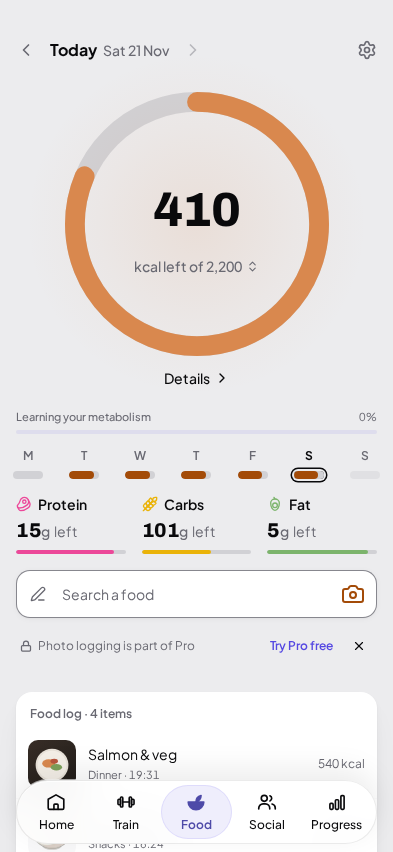 Today Sat 21 Nov
410
kcal left of 2,200
Details
Learning your metabolism 0%
M T W T F S S
Protein Carbs Fat
15g left 101g left 5g left
Search a food
Photo logging is part of Pro Try Pro free
Food log · 4 items
Salmon & veg
540 kcal
Dinner · 19:31
Home Train Food Social Progress
Snacks · 16:24